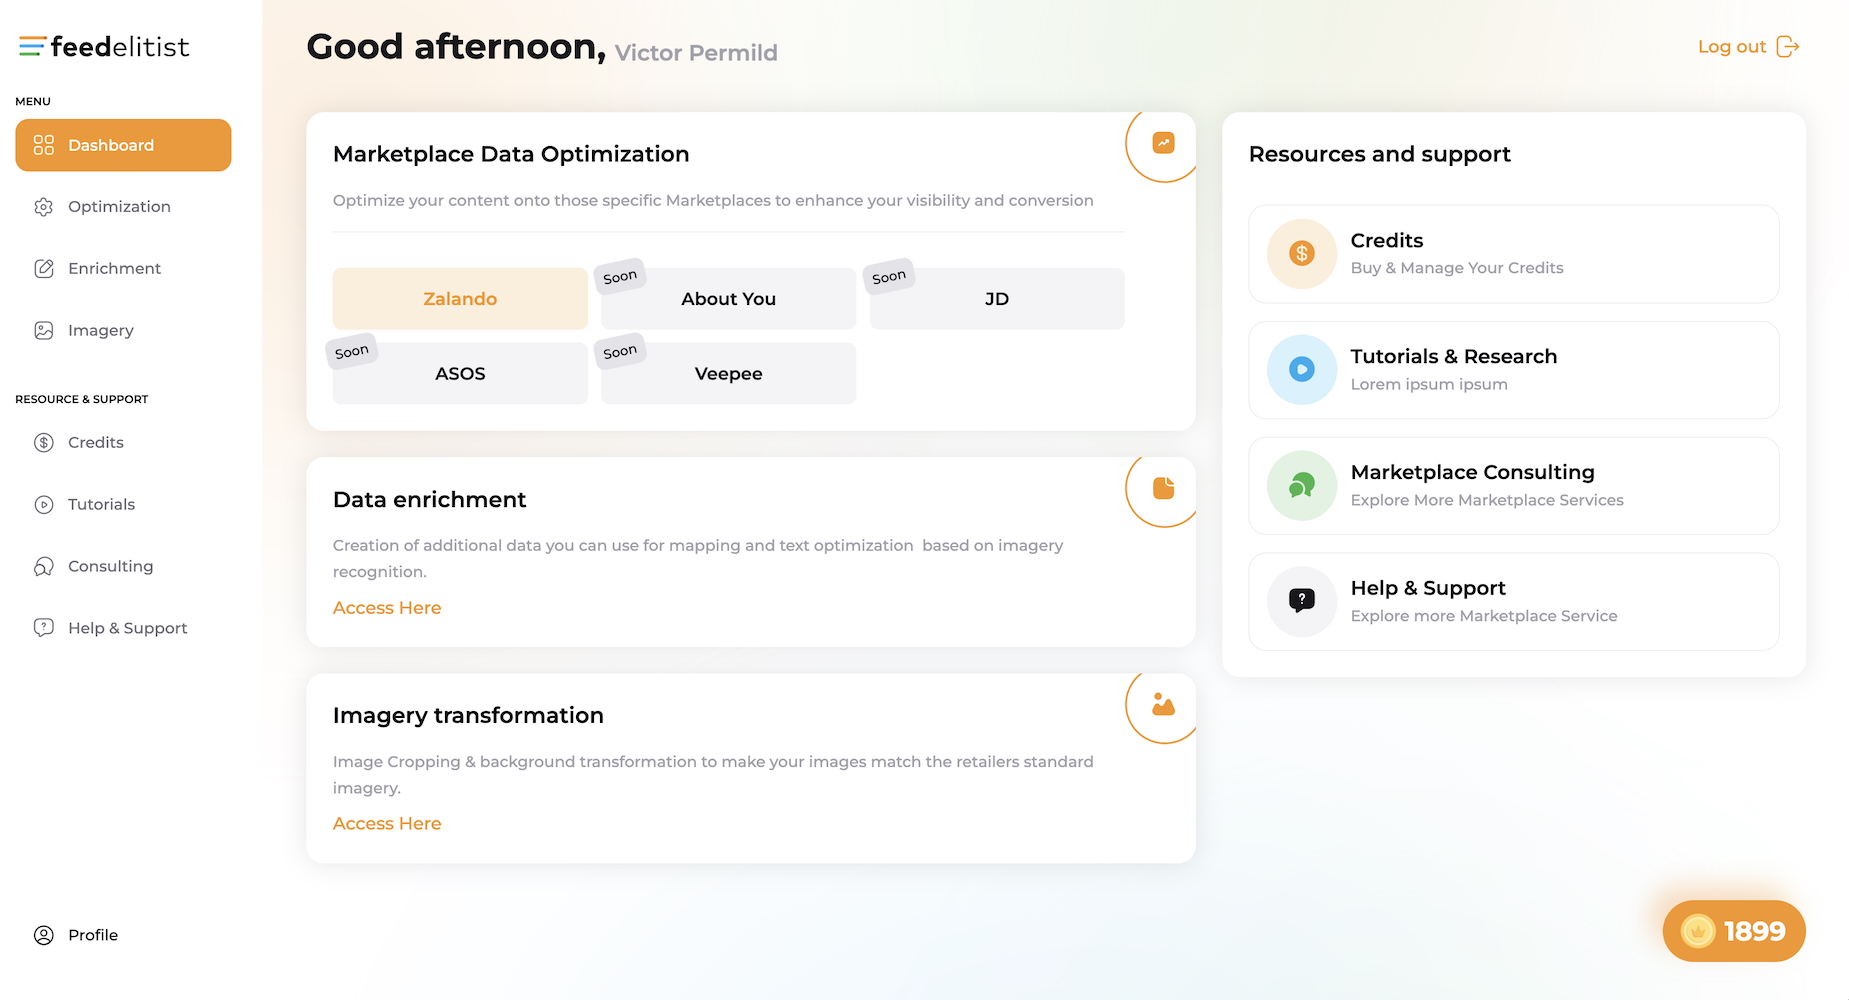 feedelitist
MENU
Dashboard
Optimization
Enrichment
Imagery
RESOURCE & SUPPORT
Credits
Tutorials
Consulting
Help & Support
Profile
Good afternoon, Victor Permild
Log out
Marketplace Data Optimization
Optimize your content onto those specific Marketplaces to enhance your visibility and conversion
Zalando
Soon
About You
Soon
JD
Soon
ASOS
Soon
Veepee
Data enrichment
Creation of additional data you can use for mapping and text optimization based on imagery
recognition.
Access Here
Imagery transformation
Image Cropping & background transformation to make your images match the retailers standard
imagery.
Access Here
Resources and support
$
Credits
Buy & Manage Your Credits
Tutorials & Research
Lorem ipsum ipsum
Marketplace Consulting
Explore More Marketplace Services
?
Help & Support
Explore more Marketplace Service
1899